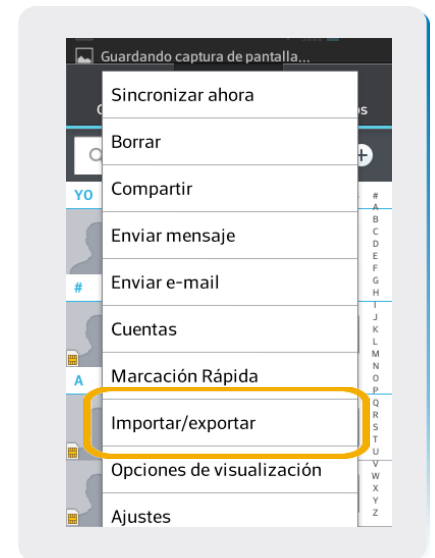 Guardando captura de pantalla...
Sincronizar ahora
Borrar
Compartir
Enviar mensaje
Enviar e-mail
Cuentas
Marcación Rápida
Importar/exportar
Opciones de visualización
Ajustes
YO
#
A
#
A
B
C
D
E
F
G
H
I
J
K
L
M
N
O
P
Q
R
S
T
U
V
W
X
Y
Z